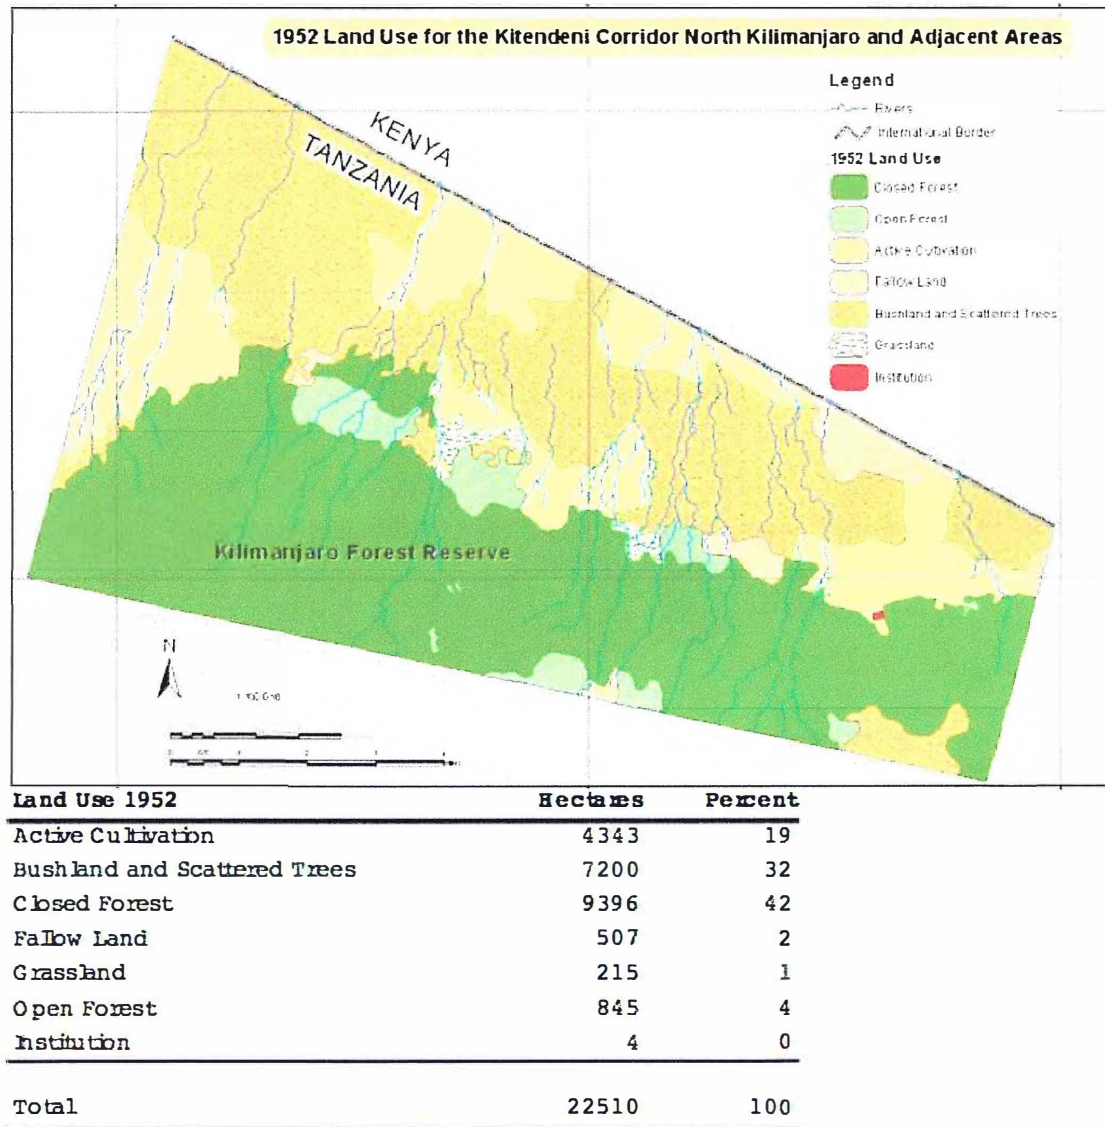 1952 Land Use for the Kitendeni Corridor North Kilimanjaro and Adjacent Areas
Legend
Rivers
International Border
1952 Land Use
Closed Forest
Open Forest
Active Cultivation
Fallow Land
Bushland and Scattered Trees
Grassland
Institution
KENYA
TANZANIA
Kilimanjaro Forest Reserve
N
Land Use 1952 Hectares Percent
Active Cultivation 4343 19
Bushland and Scattered Trees 7200 32
Closed Forest 9396 42
Fallow Land 507 2
Grassland 215 1
Open Forest 845 4
Institution 4 0
Total 22510 100